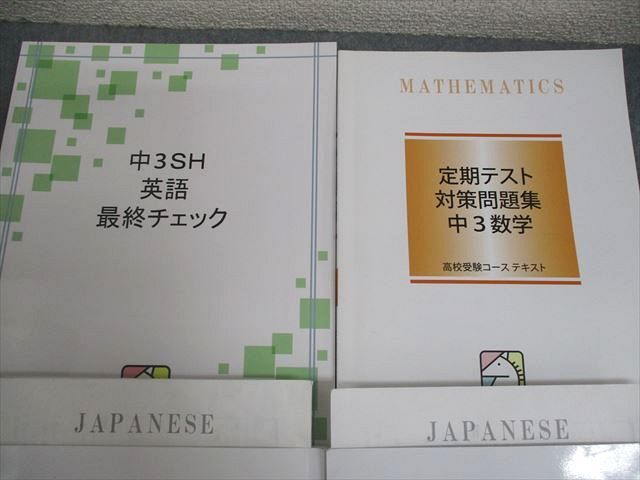 中3SH
英語
最終チェック
MATHEMATICS
定期テスト
対策問題集
中3数学
高校受験コース テキスト
JAPANESE
JAPANESE